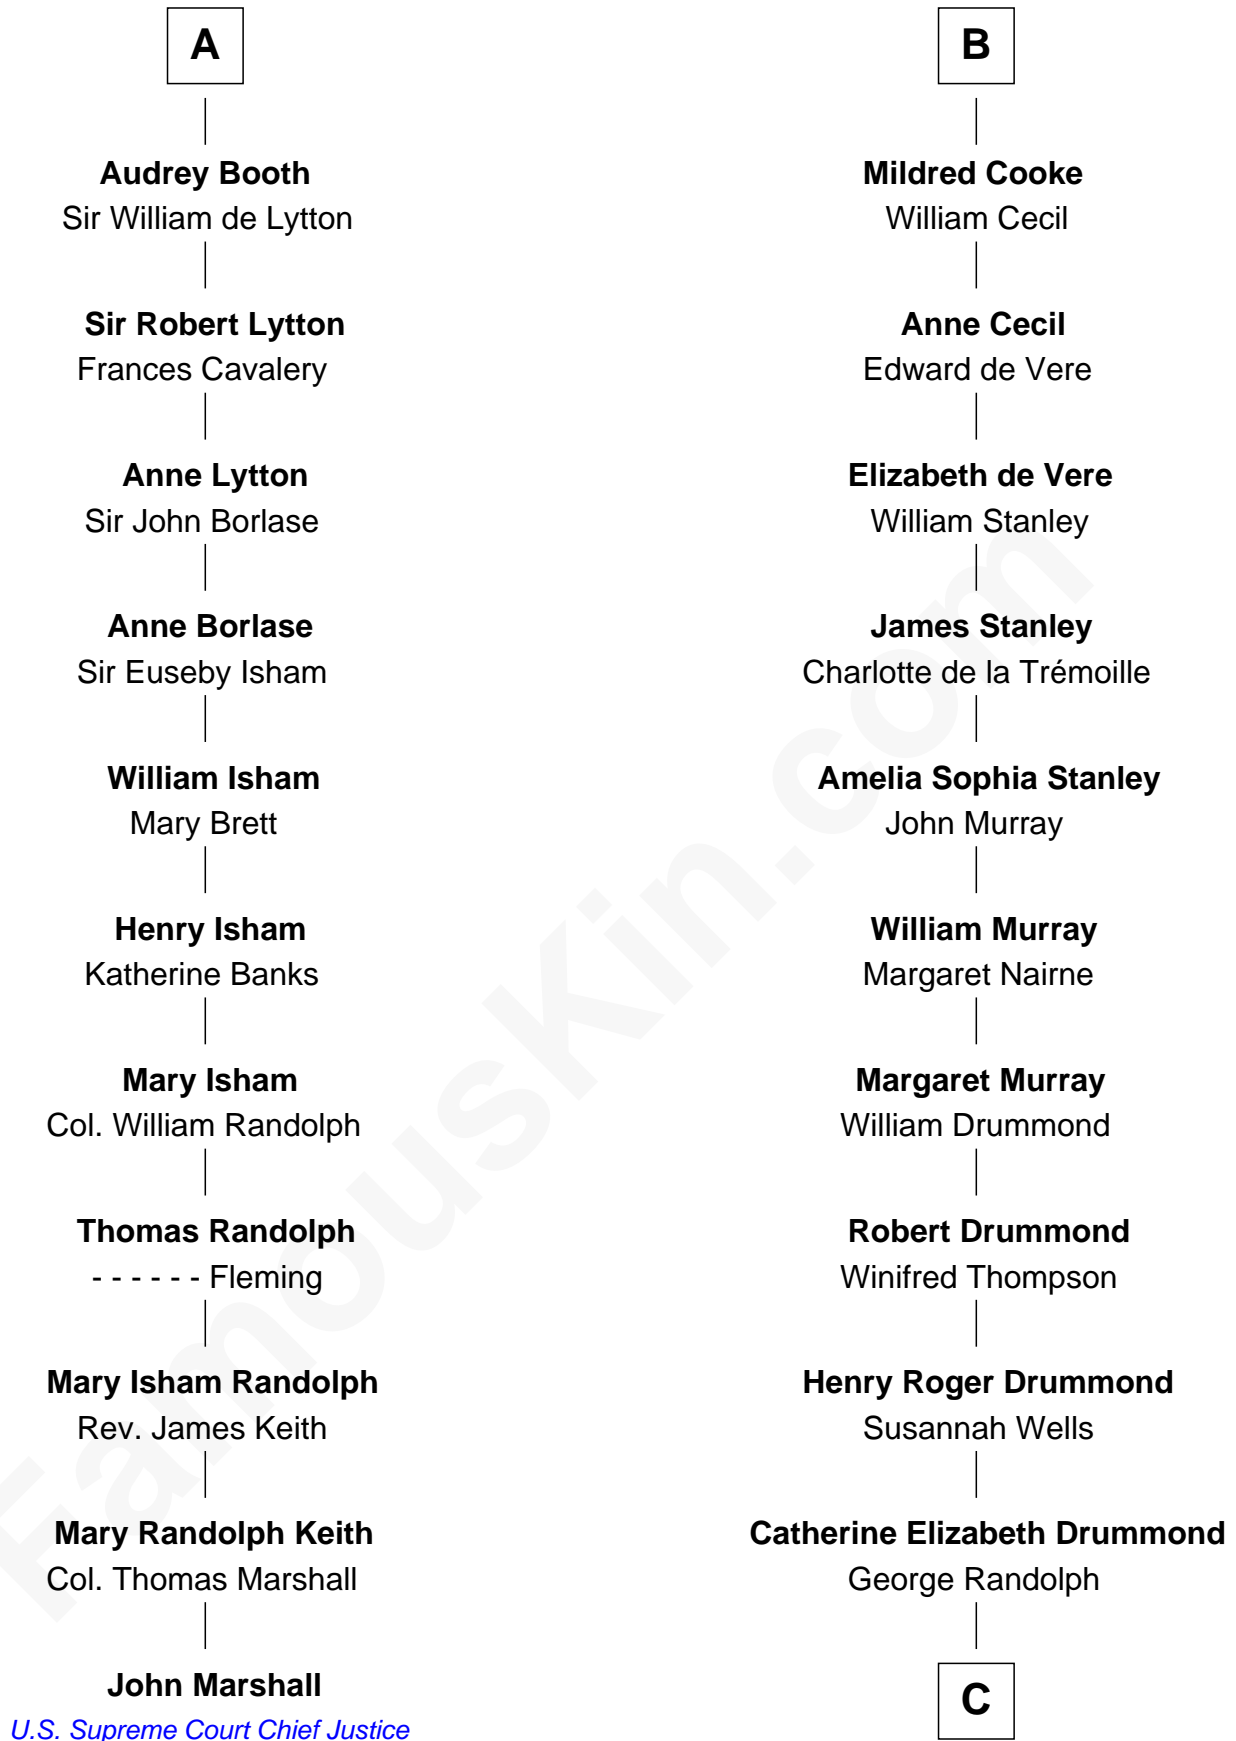 A
Audrey Booth
Sir William de Lytton
Sir Robert Lytton
Frances Cavalery
Anne Lytton
Sir John Borlase
Anne Borlase
Sir Euseby Isham
William Isham
Mary Brett
Henry Isham
Katherine Banks
Mary Isham
Col. William Randolph
Thomas Randolph
- - - - - - Fleming
Mary Isham Randolph
Rev. James Keith
Mary Randolph Keith
Col. Thomas Marshall
John Marshall
U.S. Supreme Court Chief Justice
B
Mildred Cooke
William Cecil
Anne Cecil
Edward de Vere
Elizabeth de Vere
William Stanley
James Stanley
Charlotte de la Trémoille
Amelia Sophia Stanley
John Murray
William Murray
Margaret Nairne
Margaret Murray
William Drummond
Robert Drummond
Winifred Thompson
Henry Roger Drummond
Susannah Wells
Catherine Elizabeth Drummond
George Randolph
C
FamousKin.com